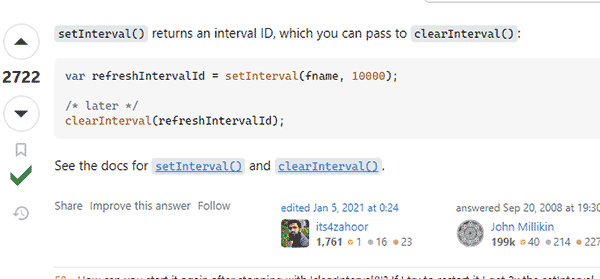 setInterval() returns an interval ID, which you can pass to clearInterval():
2722
var refreshIntervalId = setInterval(fname, 10000);
/* later */
clearInterval(refreshIntervalId);
See the docs for setInterval() and clearInterval().
Share Improve this answer Follow
edited Jan 5, 2021 at 0:24
its4zahoor
1,761 1 16 23
answered Sep 20, 2008 at 19:30
John Millikin
199k 40 214 227